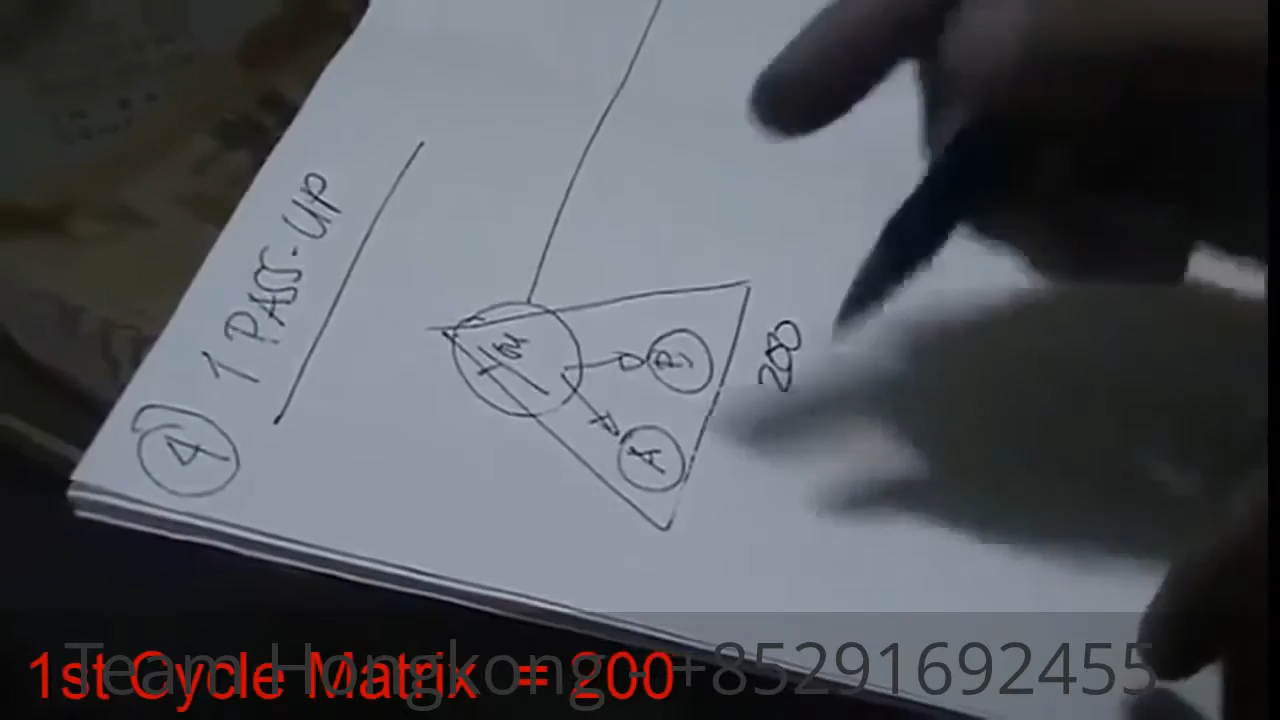 ④ 1 PASS-UP
You
B
A
200
1st Cycle Matrix = 200
Team Hongkong - +85291692455